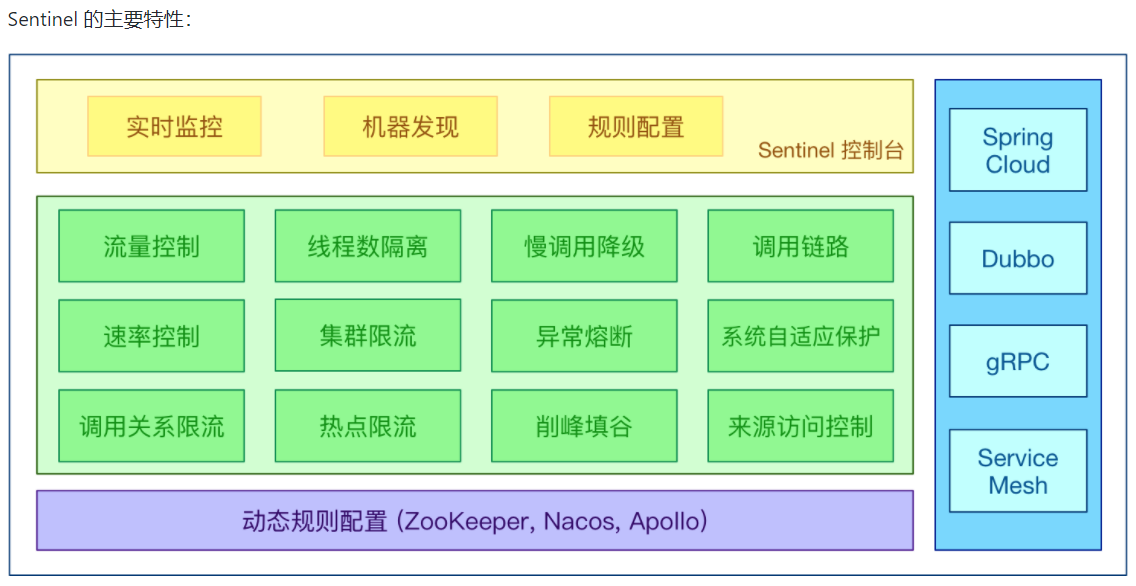 Sentinel 的主要特性：
实时监控
机器发现
规则配置
Sentinel 控制台
流量控制
线程数隔离
慢调用降级
调用链路
速率控制
集群限流
异常熔断
系统自适应保护
调用关系限流
热点限流
削峰填谷
来源访问控制
动态规则配置 (ZooKeeper, Nacos, Apollo)
Spring
Cloud
Dubbo
gRPC
Service
Mesh